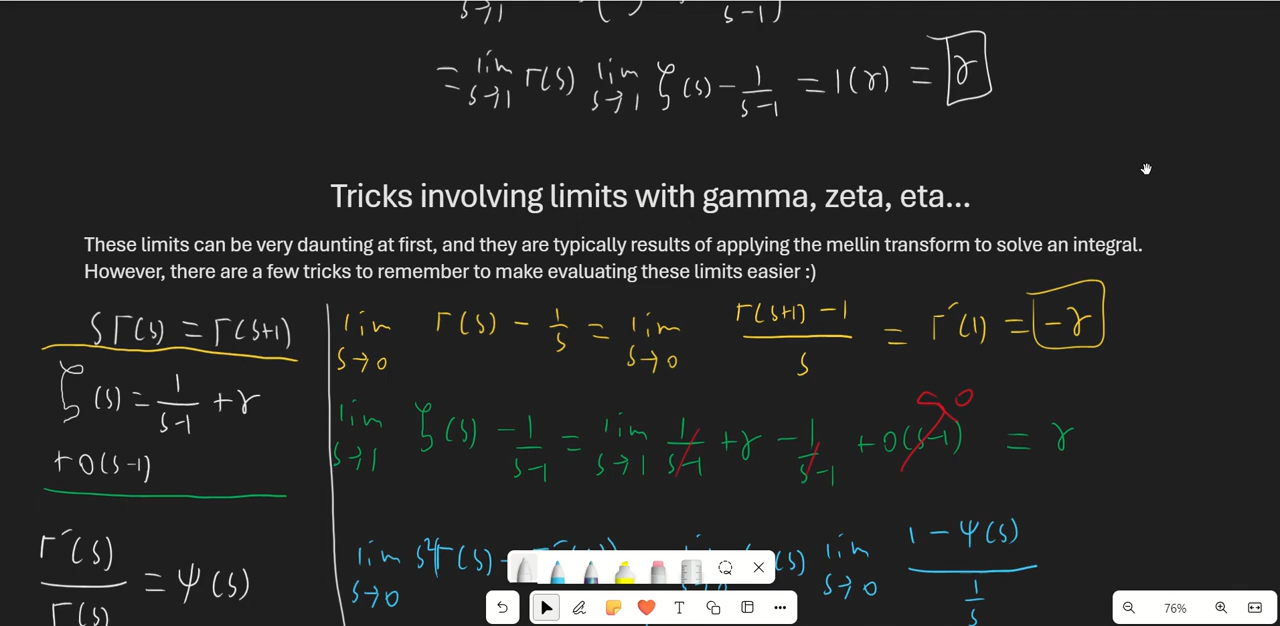 s→1 s-1)
= lim s→1 Γ(s) lim s→1 ζ(s) - 1/(s-1) = 1(γ) = γ
Tricks involving limits with gamma, zeta, eta...
These limits can be very daunting at first, and they are typically results of applying the mellin transform to solve an integral.
However, there are a few tricks to remember to make evaluating these limits easier :)
sΓ(s) = Γ(s+1)
ζ(s) = 1/(s-1) + γ
+ O(s-1)
Γ'(s)/Γ(s) = ψ(s)
lim s→0 Γ(s) - 1/s = lim s→0 (Γ(s+1) - 1)/s = Γ'(1) = -γ
lim s→1 ζ(s) - 1/(s-1) = lim s→1 1/(s-1) + γ - 1/(s-1) + O(s-1) → 0 = γ
lim s→0 Γ(s) - (s) lim s→0 (1 - ψ(s))/(1/s)
76%